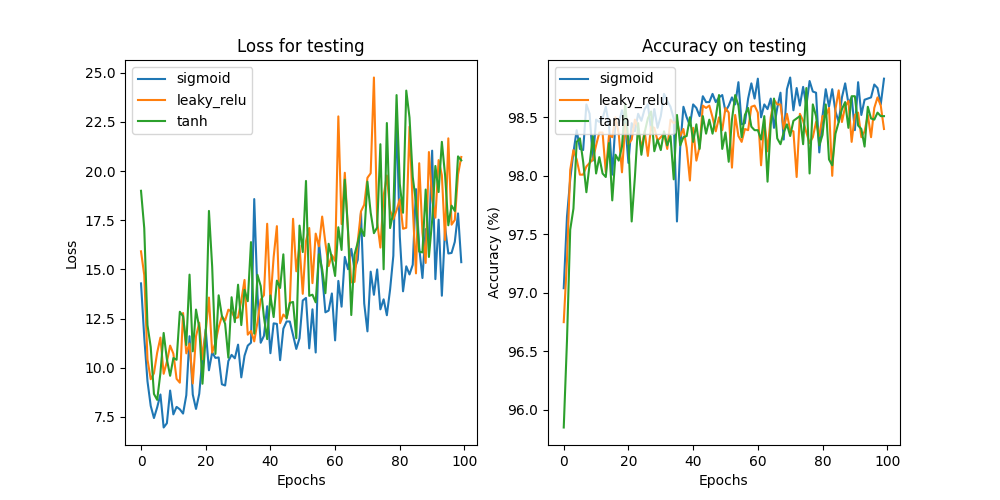 Loss for testing
25.0
22.5
20.0
17.5
15.0
12.5
10.0
7.5
Loss
sigmoid
leaky_relu
tanh
0 20 40 60 80 100
Epochs
Accuracy on testing
98.5
98.0
97.5
97.0
96.5
96.0
Accuracy (%)
sigmoid
leaky_relu
tanh
0 20 40 60 80 100
Epochs